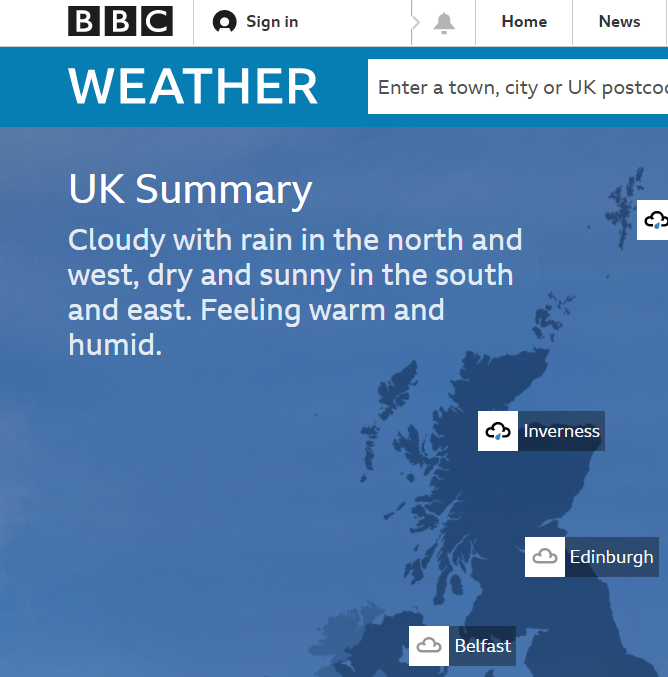 BBC Sign in Home News
WEATHER Enter a town, city or UK postcod
UK Summary
Cloudy with rain in the north and
west, dry and sunny in the south
and east. Feeling warm and
humid.
Inverness
Edinburgh
Belfast